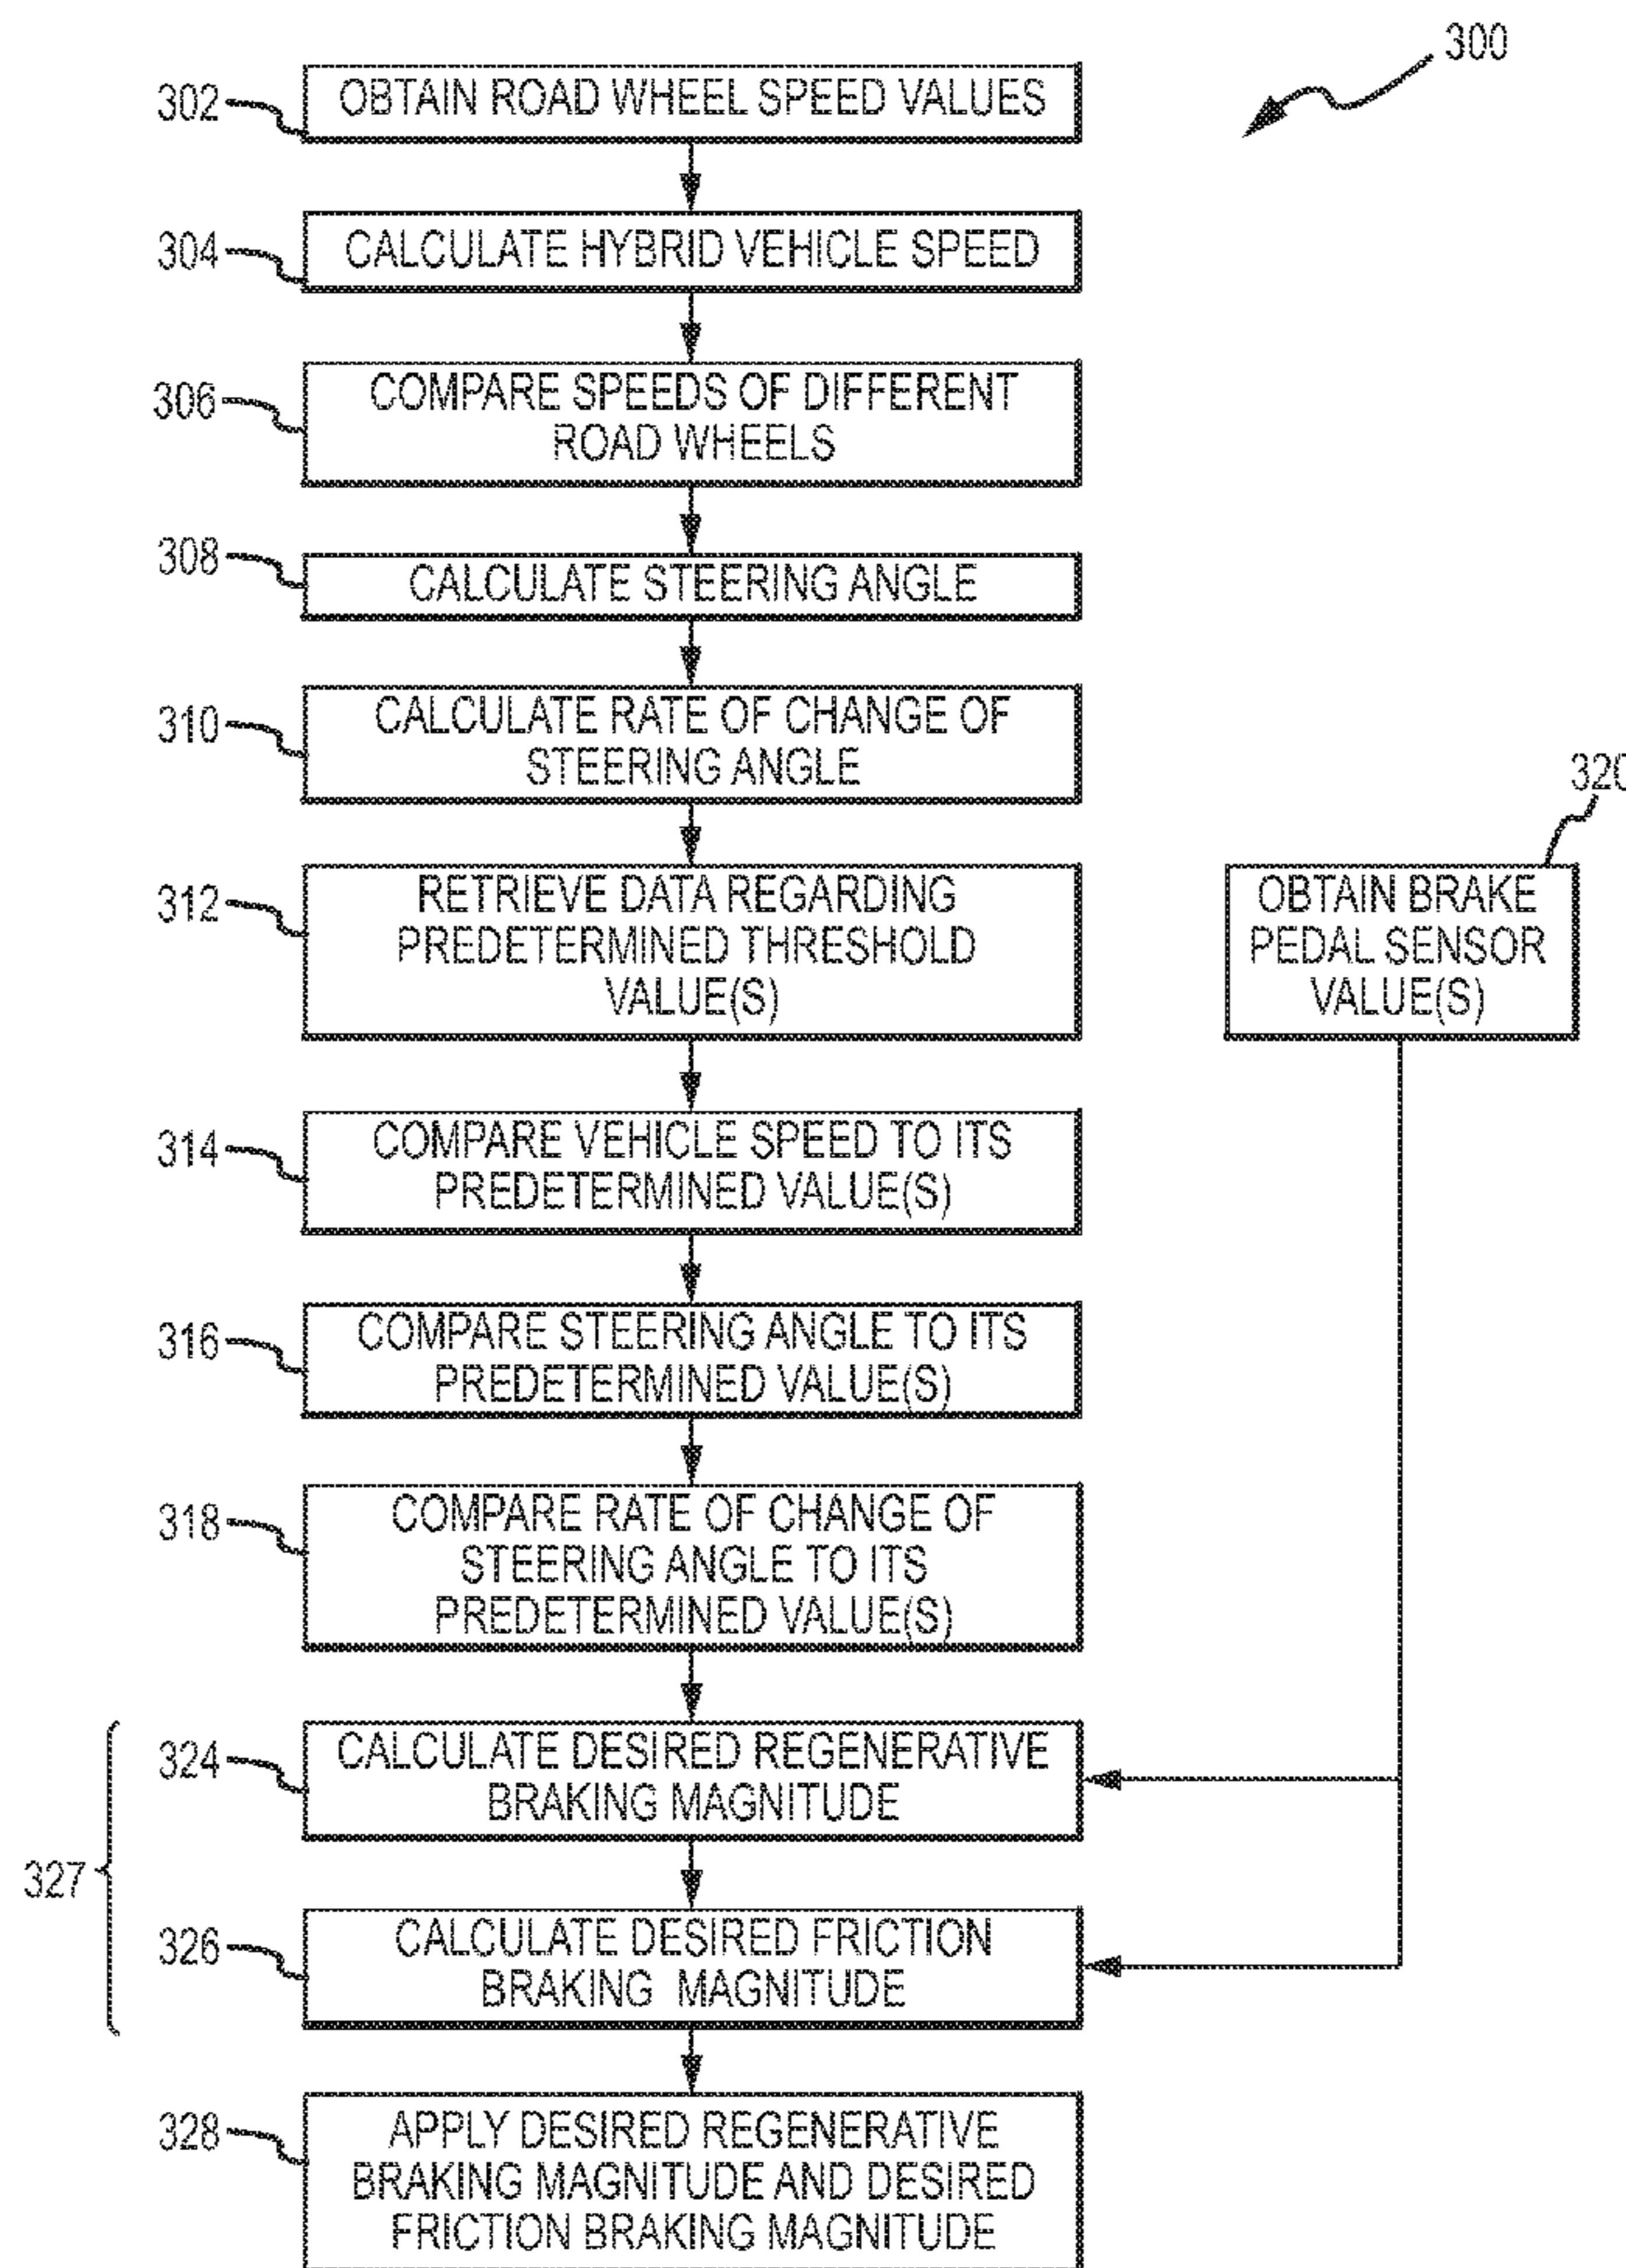 300
302
OBTAIN ROAD WHEEL SPEED VALUES
304
CALCULATE HYBRID VEHICLE SPEED
306
COMPARE SPEEDS OF DIFFERENT
ROAD WHEELS
308
CALCULATE STEERING ANGLE
310
CALCULATE RATE OF CHANGE OF
STEERING ANGLE
312
RETRIEVE DATA REGARDING
PREDETERMINED THRESHOLD
VALUE(S)
320
OBTAIN BRAKE
PEDAL SENSOR
VALUE(S)
314
COMPARE VEHICLE SPEED TO ITS
PREDETERMINED VALUE(S)
316
COMPARE STEERING ANGLE TO ITS
PREDETERMINED VALUE(S)
318
COMPARE RATE OF CHANGE OF
STEERING ANGLE TO ITS
PREDETERMINED VALUE(S)
327
324
CALCULATE DESIRED REGENERATIVE
BRAKING MAGNITUDE
326
CALCULATE DESIRED FRICTION
BRAKING MAGNITUDE
328
APPLY DESIRED REGENERATIVE
BRAKING MAGNITUDE AND DESIRED
FRICTION BRAKING MAGNITUDE